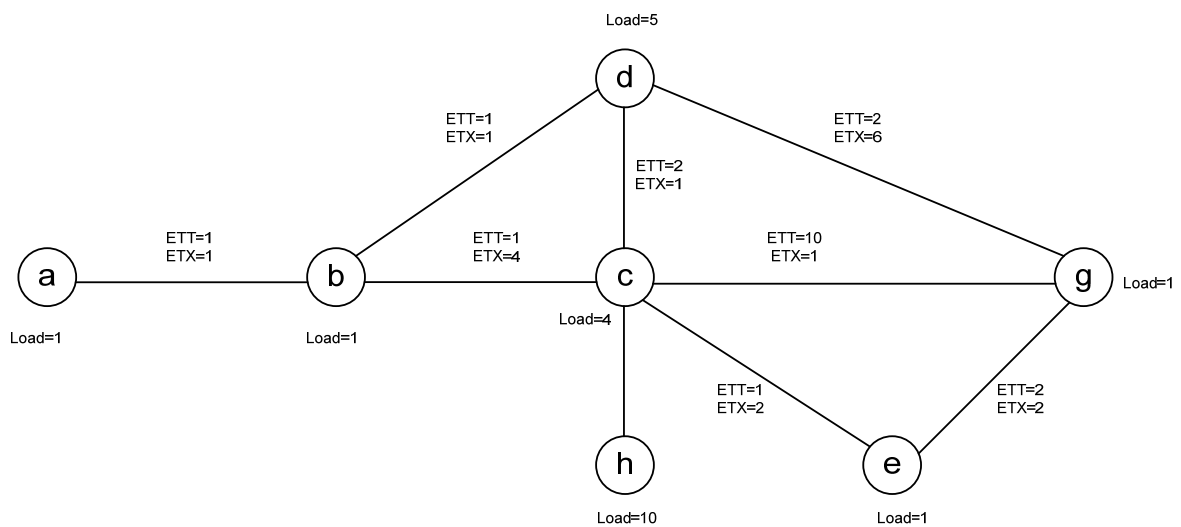 Load=5
d
ETT=1
ETX=1
ETT=2
ETX=6
ETT=2
ETX=1
ETT=1
ETX=1
ETT=1
ETX=4
ETT=10
ETX=1
a
b
c
g
Load=1
Load=4
Load=1
Load=1
ETT=1
ETX=2
ETT=2
ETX=2
h
e
Load=10
Load=1